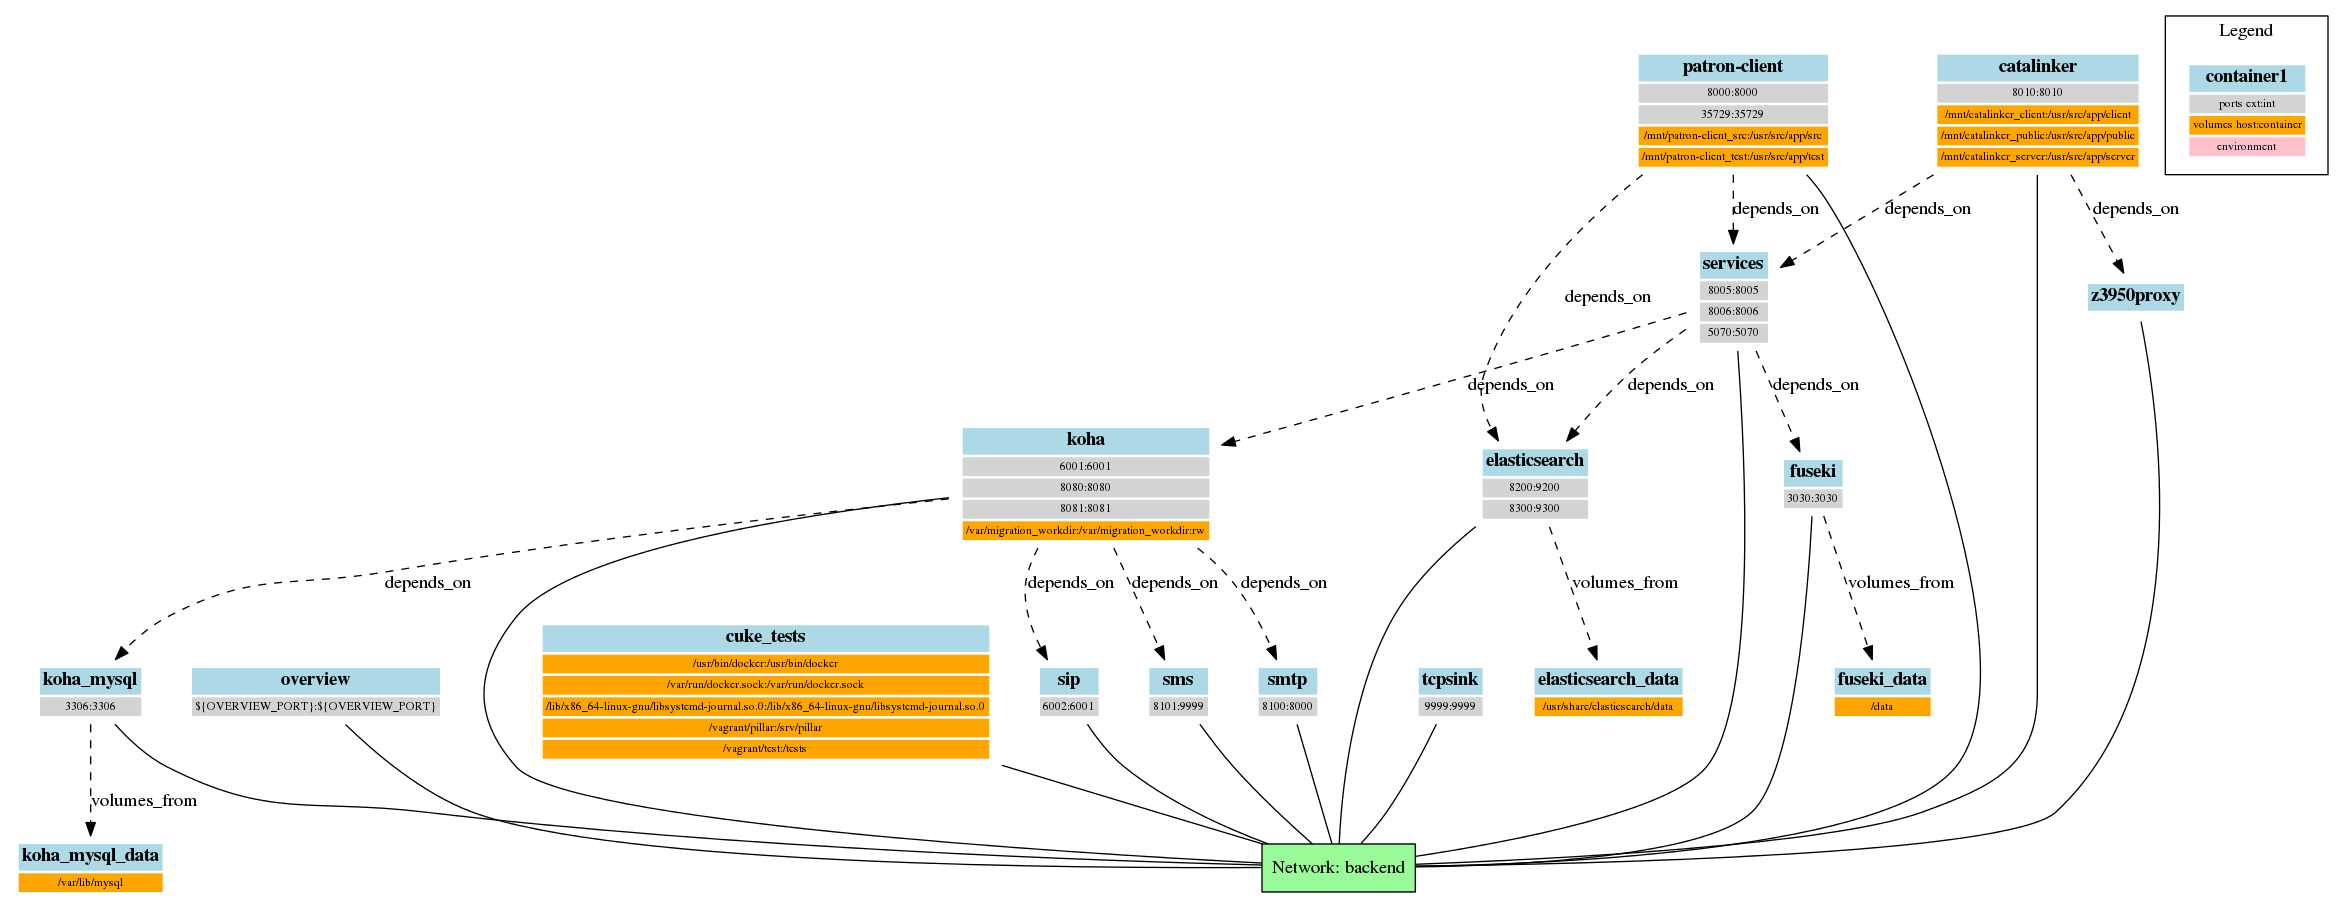 Legend
container1
ports ext:int
volumes host:container
environment
patron-client
8000:8000
35729:35729
/mnt/patron-client_src:/usr/src/app/src
/mnt/patron-client_test:/usr/src/app/test
catalinker
8010:8010
/mnt/catalinker_client:/usr/src/app/client
/mnt/catalinker_public:/usr/src/app/public
/mnt/catalinker_server:/usr/src/app/server
depends_on
depends_on
depends_on
services
8005:8005
8006:8006
5070:5070
z3950proxy
depends_on
depends_on
depends_on
depends_on
koha
6001:6001
8080:8080
8081:8081
/var/migration_workdir:/var/migration_workdir:rw
elasticsearch
8200:9200
8300:9300
fuseki
3030:3030
depends_on
depends_on
depends_on
depends_on
volumes_from
volumes_from
koha_mysql
3306:3306
overview
${OVERVIEW_PORT}:${OVERVIEW_PORT}
cuke_tests
/usr/bin/docker:/usr/bin/docker
/var/run/docker.sock:/var/run/docker.sock
/lib/x86_64-linux-gnu/libsystemd-journal.so.0:/lib/x86_64-linux-gnu/libsystemd-journal.so.0
/vagrant/pillar:/srv/pillar
/vagrant/test:/tests
sip
6002:6001
sms
8101:9999
smtp
8100:8000
tcpsink
9999:9999
elasticsearch_data
/usr/share/elasticsearch/data
fuseki_data
/data
volumes_from
koha_mysql_data
/var/lib/mysql
Network: backend